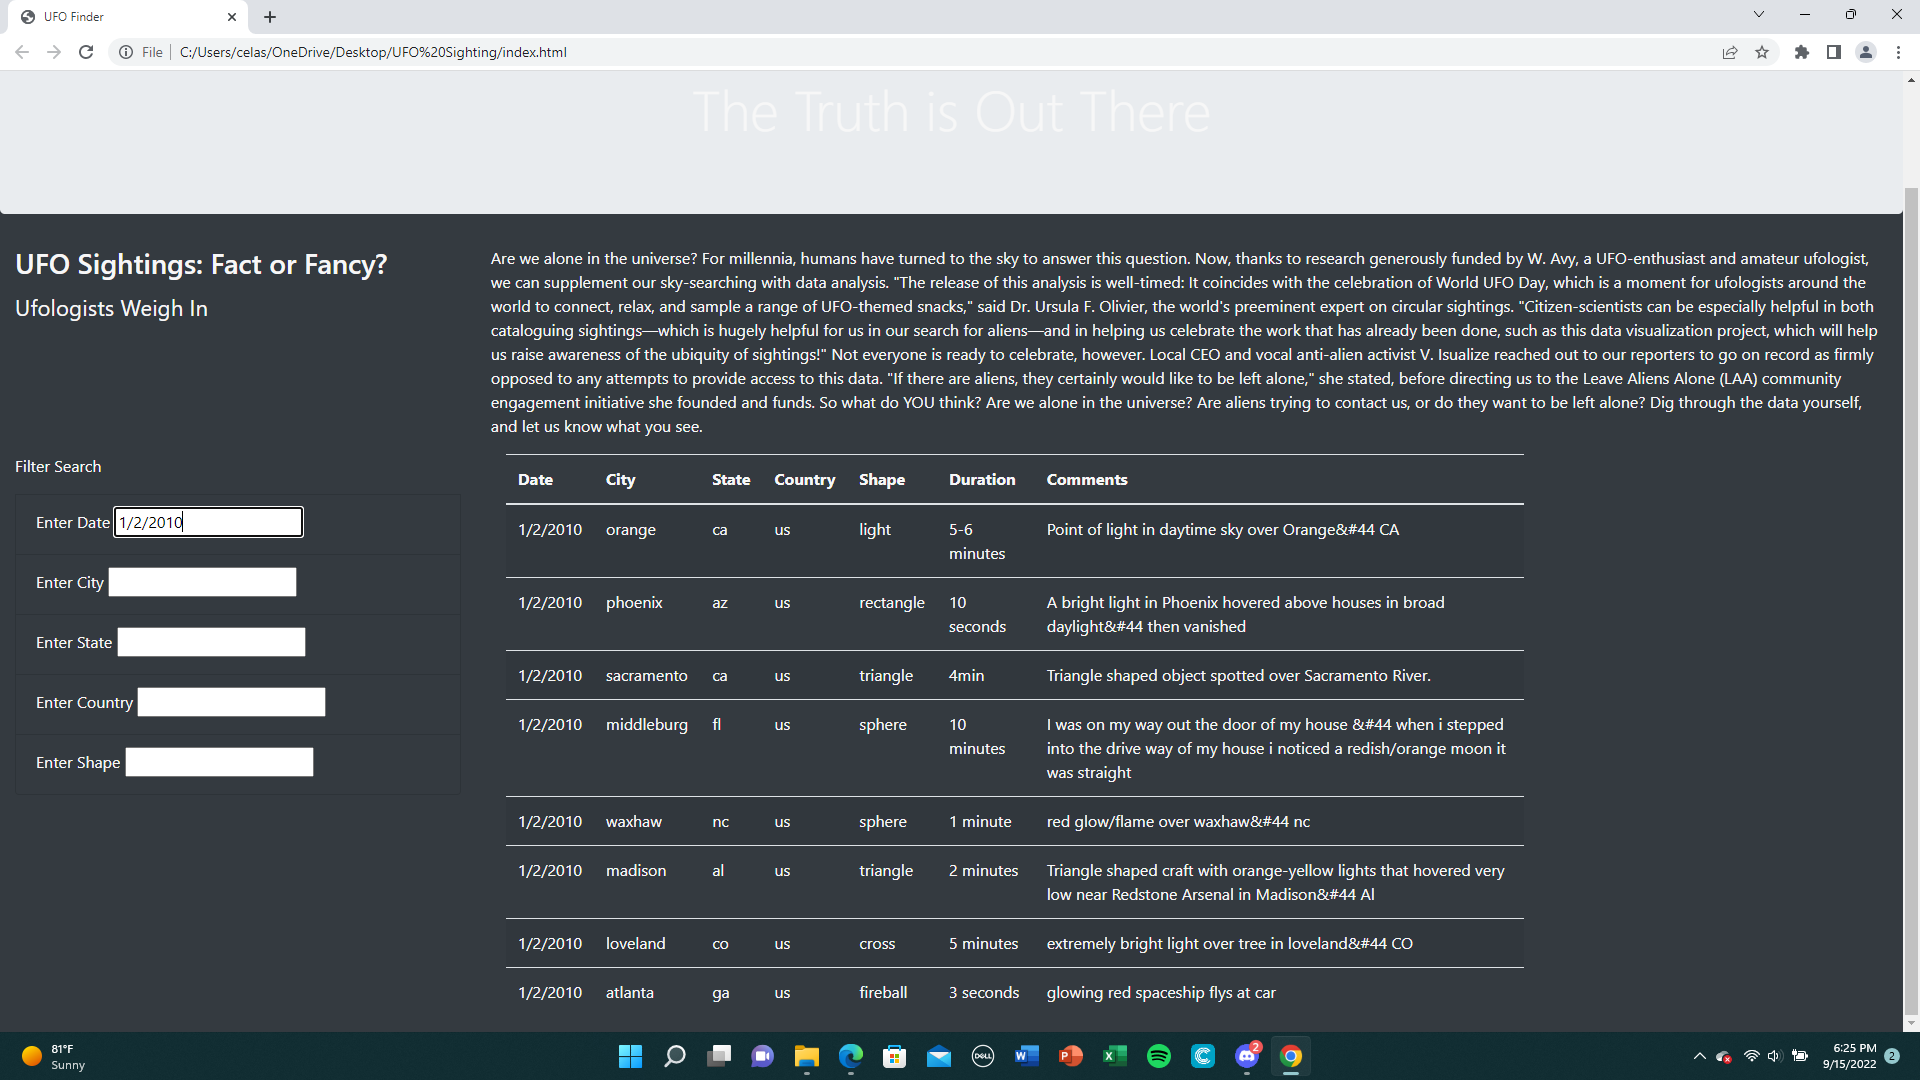 UFO Finder
File
C:/Users/celas/OneDrive/Desktop/UFO%20Sighting/index.html
The Truth is Out There
UFO Sightings: Fact or Fancy?
Ufologists Weigh In
Are we alone in the universe? For millennia, humans have turned to the sky to answer this question. Now, thanks to research generously funded by W. Avy, a UFO-enthusiast and amateur ufologist,
we can supplement our sky-searching with data analysis. "The release of this analysis is well-timed: It coincides with the celebration of World UFO Day, which is a moment for ufologists around the
world to connect, relax, and sample a range of UFO-themed snacks," said Dr. Ursula F. Olivier, the world's preeminent expert on circular sightings. "Citizen-scientists can be especially helpful in both
cataloguing sightings—which is hugely helpful for us in our search for aliens—and in helping us celebrate the work that has already been done, such as this data visualization project, which will help
us raise awareness of the ubiquity of sightings!" Not everyone is ready to celebrate, however. Local CEO and vocal anti-alien activist V. Isualize reached out to our reporters to go on record as firmly
opposed to any attempts to provide access to this data. "If there are aliens, they certainly would like to be left alone," she stated, before directing us to the Leave Aliens Alone (LAA) community
engagement initiative she founded and funds. So what do YOU think? Are we alone in the universe? Are aliens trying to contact us, or do they want to be left alone? Dig through the data yourself,
and let us know what you see.
Filter Search
Enter Date 1/2/2010
Enter City
Enter State
Enter Country
Enter Shape
Date City State Country Shape Duration Comments
1/2/2010 orange ca us light 5-6 Point of light in daytime sky over Orange&#44 CA
minutes
1/2/2010 phoenix az us rectangle 10 A bright light in Phoenix hovered above houses in broad
seconds daylight&#44 then vanished
1/2/2010 sacramento ca us triangle 4min Triangle shaped object spotted over Sacramento River.
1/2/2010 middleburg fl us sphere 10 I was on my way out the door of my house &#44 when i stepped
minutes into the drive way of my house i noticed a redish/orange moon it
was straight
1/2/2010 waxhaw nc us sphere 1 minute red glow/flame over waxhaw&#44 nc
1/2/2010 madison al us triangle 2 minutes Triangle shaped craft with orange-yellow lights that hovered very
low near Redstone Arsenal in Madison&#44 Al
1/2/2010 loveland co us cross 5 minutes extremely bright light over tree in loveland&#44 CO
1/2/2010 atlanta ga us fireball 3 seconds glowing red spaceship flys at car
81°F
Sunny
DELL
W
P
X
2
6:25 PM
9/15/2022
2